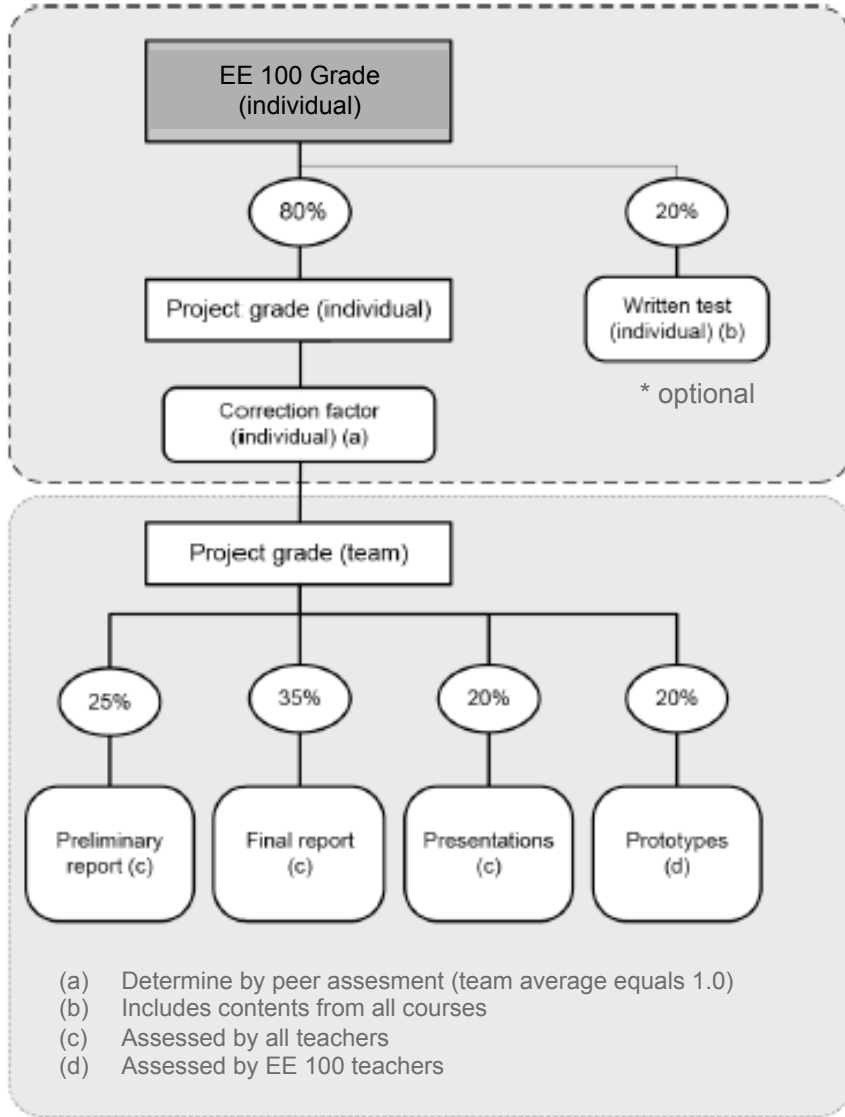 EE 100 Grade
(individual)
80%
20%
Project grade (individual)
Written test
(individual) (b)
* optional
Correction factor
(individual) (a)
Project grade (team)
25%
35%
20%
20%
Preliminary
report (c)
Final report
(c)
Presentations
(c)
Prototypes
(d)
(a) Determine by peer assesment (team average equals 1.0)
(b) Includes contents from all courses
(c) Assessed by all teachers
(d) Assessed by EE 100 teachers